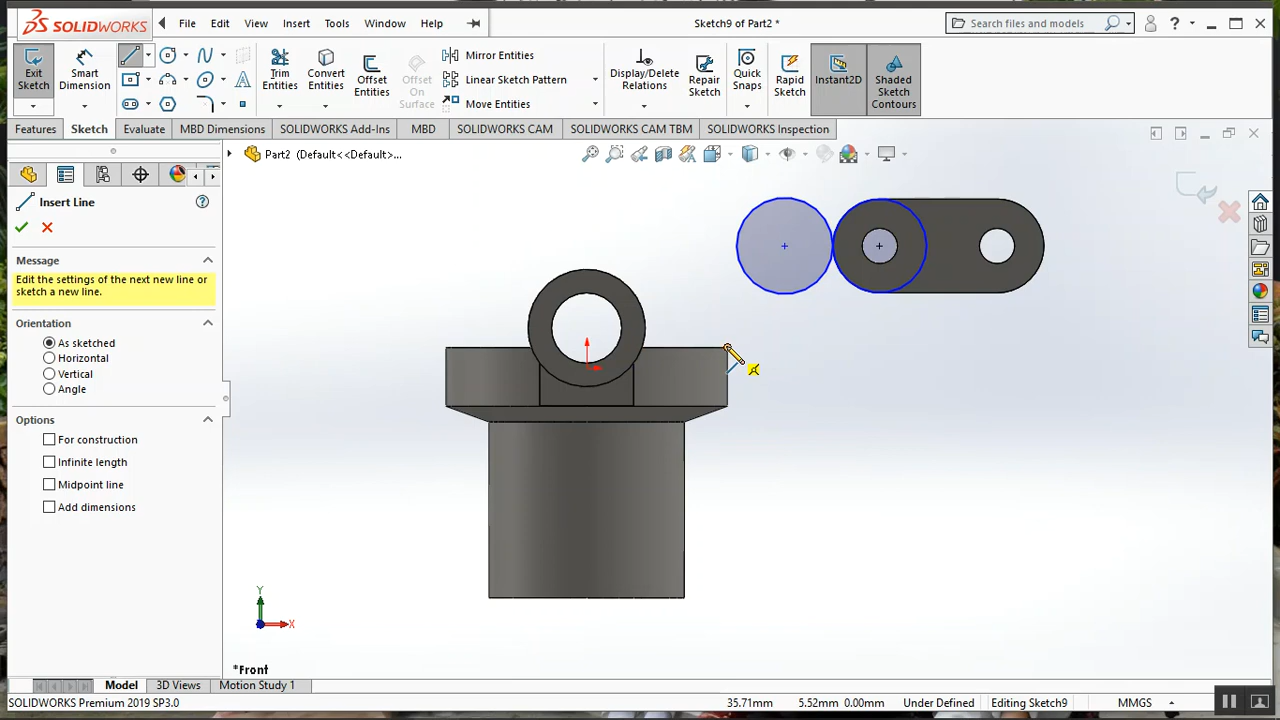 SOLIDWORKS
File Edit View Insert Tools Window Help
Sketch9 of Part2 *
Search files and models
?
Exit Sketch
Smart Dimension
Trim Entities
Convert Entities
Offset Entities
Offset On Surface
Mirror Entities
Linear Sketch Pattern
Move Entities
Display/Delete Relations
Repair Sketch
Quick Snaps
Rapid Sketch
Instant2D
Shaded Sketch Contours
Features Sketch Evaluate MBD Dimensions SOLIDWORKS Add-Ins MBD SOLIDWORKS CAM SOLIDWORKS CAM TBM SOLIDWORKS Inspection
Part2 (Default<<Default>...
Insert Line
?
Message
Edit the settings of the next new line or
sketch a new line.
Orientation
As sketched
Horizontal
Vertical
Angle
Options
For construction
Infinite length
Midpoint line
Add dimensions
Y
X
*Front
Model 3D Views Motion Study 1
SOLIDWORKS Premium 2019 SP3.0
35.71mm 5.52mm 0.00mm Under Defined Editing Sketch9 MMGS